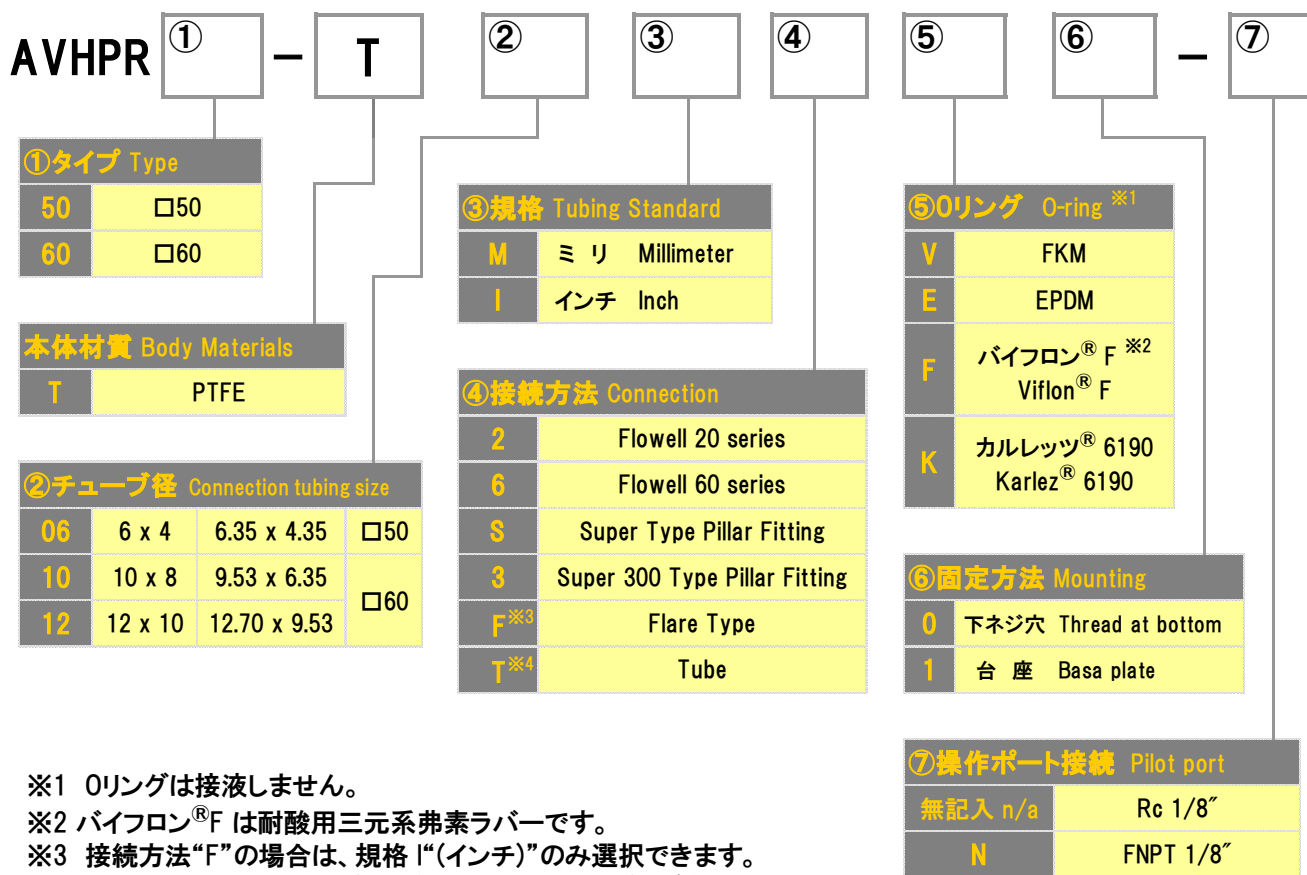 AVHPR ① － T ② ③ ④ ⑤ ⑥ － ⑦
①タイプ Type
50 □50
60 □60
本体材質 Body Materials
T PTFE
②チューブ径 Connection tubing size
06 6 x 4 6.35 x 4.35 □50
10 10 x 8 9.53 x 6.35 □60
12 12 x 10 12.70 x 9.53
③規格 Tubing Standard
M ミ リ Millimeter
I インチ Inch
④接続方法 Connection
2 Flowell 20 series
6 Flowell 60 series
S Super Type Pillar Fitting
3 Super 300 Type Pillar Fitting
F※3 Flare Type
T※4 Tube
⑤Oリング O-ring ※1
V FKM
E EPDM
F バイフロン® F ※2
Viflon® F
K カルレッツ® 6190
Karlez® 6190
⑥固定方法 Mounting
0 下ネジ穴 Thread at bottom
1 台 座 Basa plate
⑦操作ポート接続 Pilot port
無記入 n/a Rc 1/8″
N FNPT 1/8″
※1 Oリングは接液しません。
※2 バイフロン®F は耐酸用三元系弗素ラバーです。
※3 接続方法“F”の場合は、規格 I“(インチ)”のみ選択できます。